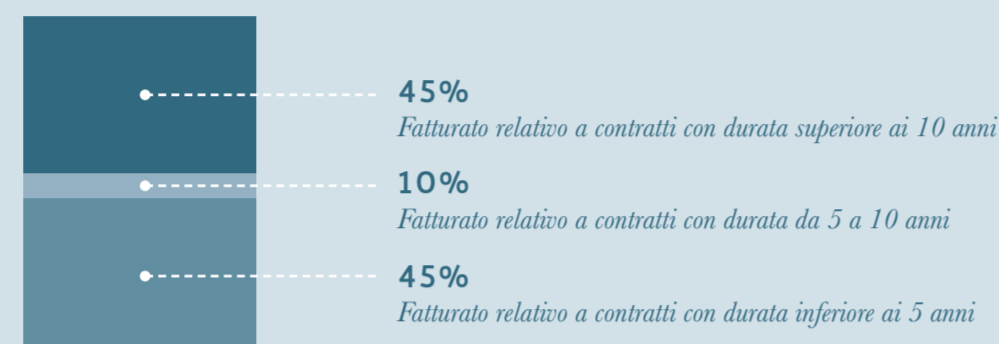 45%
Fatturato relativo a contratti con durata superiore ai 10 anni
10%
Fatturato relativo a contratti con durata da 5 a 10 anni
45%
Fatturato relativo a contratti con durata inferiore ai 5 anni